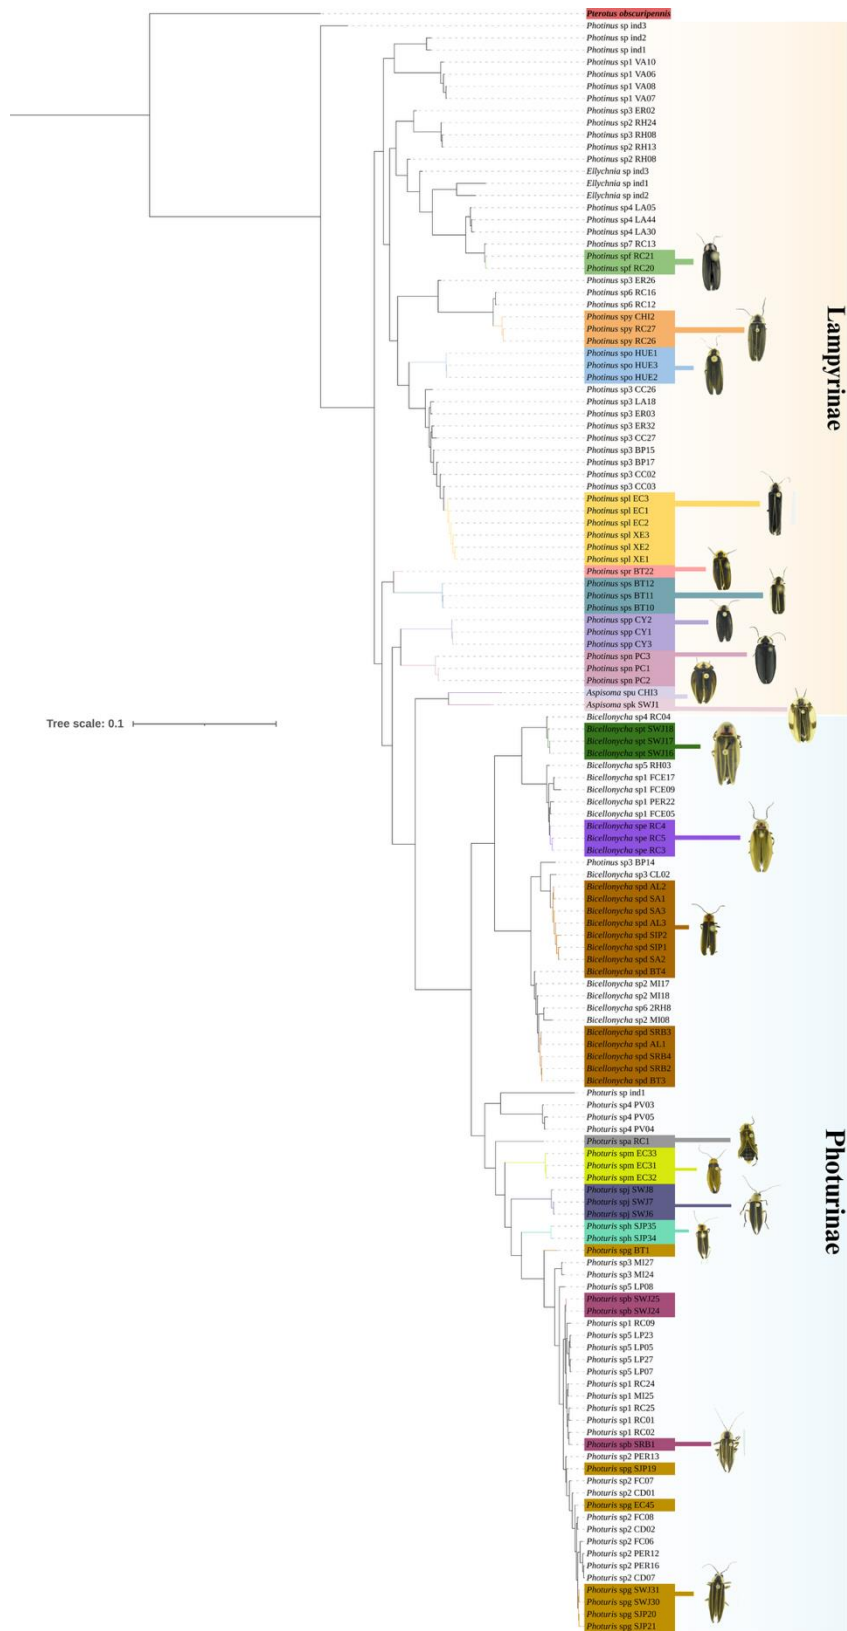 Pterotus obscuripennis
Photinus sp ind3
Photinus sp ind2
Photinus sp ind1
Photinus sp1 VA10
Photinus sp1 VA06
Photinus sp1 VA08
Photinus sp1 VA07
Photinus sp3 ER02
Photinus sp2 RH24
Photinus sp3 RH08
Photinus sp2 RH13
Photinus sp2 RH08
Ellychnia sp ind3
Ellychnia sp ind1
Ellychnia sp ind2
Photinus sp4 LA05
Photinus sp4 LA44
Photinus sp4 LA30
Photinus sp7 RC13
Photinus spf RC21
Photinus spf RC20
Photinus sp3 ER26
Photinus sp6 RC16
Photinus sp6 RC12
Photinus spy CHI2
Photinus spy RC27
Photinus spy RC26
Photinus spo HUE1
Photinus spo HUE3
Photinus spo HUE2
Photinus sp3 CC26
Photinus sp3 LA18
Photinus sp3 ER03
Photinus sp3 ER32
Photinus sp3 CC27
Photinus sp3 BP15
Photinus sp3 BP17
Photinus sp3 CC02
Photinus sp3 CC03
Photinus spl EC3
Photinus spl EC1
Photinus spl EC2
Photinus spl XE3
Photinus spl XE2
Photinus spl XE1
Photinus spr BT22
Photinus sps BT12
Photinus sps BT11
Photinus sps BT10
Photinus spp CY2
Photinus spp CY1
Photinus spp CY3
Photinus spn PC3
Photinus spn PC1
Photinus spn PC2
Aspisoma spu CHI3
Aspisoma spk SWJ1
Lampyrinae
Tree scale: 0.1
Bicellonycha sp4 RC04
Bicellonycha spt SWJ18
Bicellonycha spt SWJ17
Bicellonycha spt SWJ16
Bicellonycha sp5 RH03
Bicellonycha sp1 FCE17
Bicellonycha sp1 FCE09
Bicellonycha sp1 PER22
Bicellonycha sp1 FCE05
Bicellonycha spe RC4
Bicellonycha spe RC5
Bicellonycha spe RC3
Photinus sp3 BP14
Bicellonycha sp3 CL02
Bicellonycha spd AL2
Bicellonycha spd SA1
Bicellonycha spd SA3
Bicellonycha spd AL3
Bicellonycha spd SIP2
Bicellonycha spd SIP1
Bicellonycha spd SA2
Bicellonycha spd BT4
Bicellonycha sp2 MI17
Bicellonycha sp2 MI18
Bicellonycha sp6 2RH8
Bicellonycha sp2 MI08
Bicellonycha spd SRB3
Bicellonycha spd AL1
Bicellonycha spd SRB4
Bicellonycha spd SRB2
Bicellonycha spd BT3
Photuris sp ind1
Photuris sp4 PV03
Photuris sp4 PV05
Photuris sp4 PV04
Photuris spa RC1
Photuris spm EC33
Photuris spm EC31
Photuris spm EC32
Photuris spj SWJ8
Photuris spj SWJ7
Photuris spj SWJ6
Photuris sph SJP35
Photuris sph SJP34
Photuris spg BT1
Photuris sp3 MI27
Photuris sp3 MI24
Photuris sp5 LP08
Photuris spb SWJ25
Photuris spb SWJ24
Photuris sp1 RC09
Photuris sp5 LP23
Photuris sp5 LP05
Photuris sp5 LP27
Photuris sp5 LP07
Photuris sp1 RC24
Photuris sp1 MI25
Photuris sp1 RC25
Photuris sp1 RC01
Photuris sp1 RC02
Photuris spb SRB1
Photuris sp2 PER13
Photuris spg SJP19
Photuris sp2 FC07
Photuris sp2 CD01
Photuris spg EC45
Photuris sp2 FC08
Photuris sp2 CD02
Photuris sp2 FC06
Photuris sp2 PER12
Photuris sp2 PER16
Photuris sp2 CD07
Photuris spg SWJ31
Photuris spg SWJ30
Photuris spg SJP20
Photuris spg SJP21
Photurinae